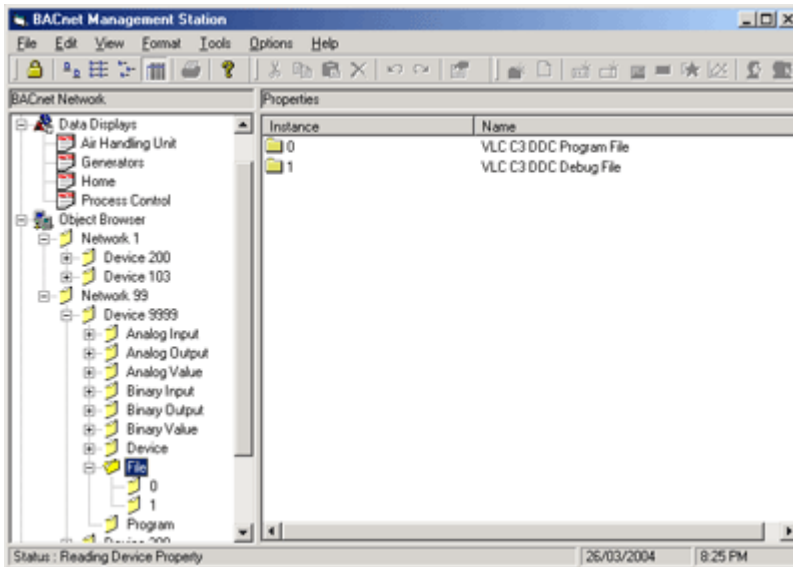 BACnet Management Station
File Edit View Format Tools Options Help
BACnet Network
Properties
Data Displays
Air Handling Unit
Generators
Home
Process Control
Object Browser
Network 1
Device 200
Device 103
Network 99
Device 9999
Analog Input
Analog Output
Analog Value
Binary Input
Binary Output
Binary Value
Device
File
0
1
Program
Instance Name
0 VLC C3 DDC Program File
1 VLC C3 DDC Debug File
Status : Reading Device Property 26/03/2004 8:25 PM